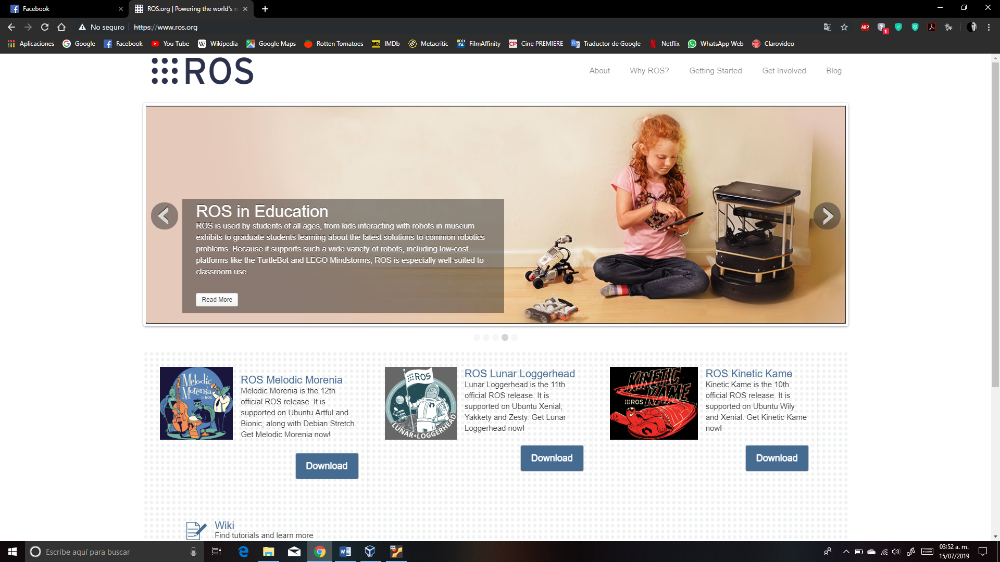 Facebook
ROS.org | Powering the world's ro
No seguro
https://www.ros.org
ABP
1
Aplicaciones
Google
Facebook
You Tube
W Wikipedia
Google Maps
Rotten Tomatoes
IMDb IMDb
Metacritic
FA FilmAffinity
CP Cine PREMIERE
Traductor de Google
Netflix
WhatsApp Web
Clarovideo
ROS
About
Why ROS?
Getting Started
Get Involved
Blog
ROS in Education
ROS is used by students of all ages, from kids interacting with robots in museum
exhibits to graduate students learning about the latest solutions to common robotics
problems. Because it supports such a wide variety of robots, including low-cost
platforms like the TurtleBot and LEGO Mindstorms, ROS is especially well-suited to
classroom use.
Read More
Melodic
Morenia
ROS
ROS Melodic Morenia
Melodic Morenia is the 12th
official ROS release. It is
supported on Ubuntu Artful and
Bionic, along with Debian Stretch.
Get Melodic Morenia now!
Download
ROS
LUNAR LOGGERHEAD
ROS Lunar Loggerhead
Lunar Loggerhead is the 11th
official ROS release. It is
supported on Ubuntu Xenial,
Yakkety and Zesty. Get Lunar
Loggerhead now!
Download
KINETIC
KAME
ROS
ROS Kinetic Kame
Kinetic Kame is the 10th
official ROS release. It is
supported on Ubuntu Wily
and Xenial. Get Kinetic Kame
now!
Download
Wiki
Find tutorials and learn more
Escribe aquí para buscar
03:52 a. m.
15/07/2019